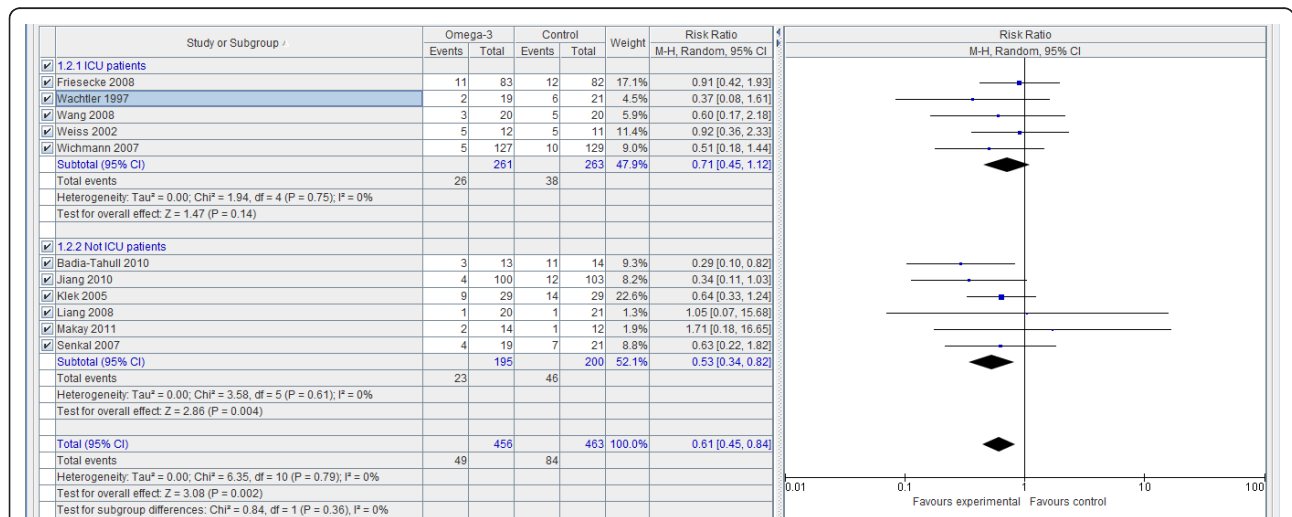 Study or Subgroup Omega-3 Control Weight Risk Ratio Risk Ratio
Events Total Events Total M-H, Random, 95% CI M-H, Random, 95% CI
1.2.1 ICU patients
Friesecke 2008 11 83 12 82 17.1% 0.91 [0.42, 1.93]
Wachtler 1997 2 19 6 21 4.5% 0.37 [0.08, 1.61]
Wang 2008 3 20 5 20 5.9% 0.60 [0.17, 2.18]
Weiss 2002 5 12 5 11 11.4% 0.92 [0.36, 2.33]
Wichmann 2007 5 127 10 129 9.0% 0.51 [0.18, 1.44]
Subtotal (95% CI) 261 263 47.9% 0.71 [0.45, 1.12]
Total events 26 38
Heterogeneity: Tau² = 0.00; Chi² = 1.94, df = 4 (P = 0.75); I² = 0%
Test for overall effect: Z = 1.47 (P = 0.14)
1.2.2 Not ICU patients
Badia-Tahull 2010 3 13 11 14 9.3% 0.29 [0.10, 0.82]
Jiang 2010 4 100 12 103 8.2% 0.34 [0.11, 1.03]
Klek 2005 9 29 14 29 22.6% 0.64 [0.33, 1.24]
Liang 2008 1 20 1 21 1.3% 1.05 [0.07, 15.68]
Makay 2011 2 14 1 12 1.9% 1.71 [0.18, 16.65]
Senkal 2007 4 19 7 21 8.8% 0.63 [0.22, 1.82]
Subtotal (95% CI) 195 200 52.1% 0.53 [0.34, 0.82]
Total events 23 46
Heterogeneity: Tau² = 0.00; Chi² = 3.58, df = 5 (P = 0.61); I² = 0%
Test for overall effect: Z = 2.86 (P = 0.004)
Total (95% CI) 456 463 100.0% 0.61 [0.45, 0.84]
Total events 49 84
Heterogeneity: Tau² = 0.00; Chi² = 6.35, df = 10 (P = 0.79); I² = 0%
Test for overall effect: Z = 3.08 (P = 0.002)
Test for subgroup differences: Chi² = 0.84, df = 1 (P = 0.36), I² = 0%
0.01 0.1 1 10 100
Favours experimental Favours control